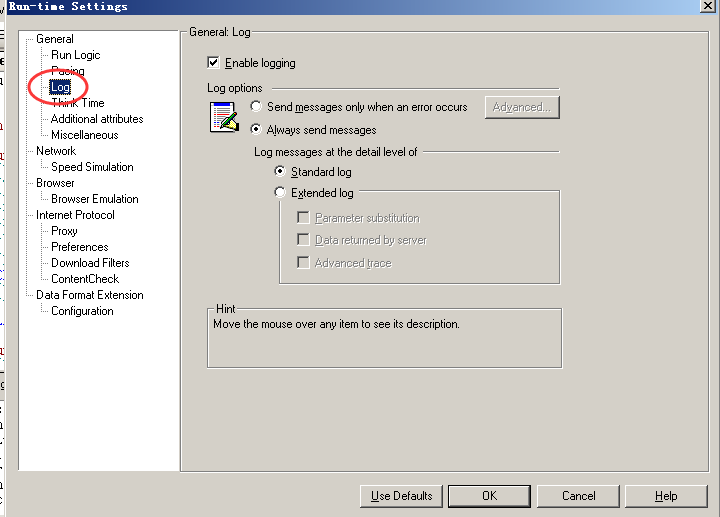 Run-time Settings
General
Run Logic
Pacing
Log
Think Time
Additional attributes
Miscellaneous
Network
Speed Simulation
Browser
Browser Emulation
Internet Protocol
Proxy
Preferences
Download Filters
ContentCheck
Data Format Extension
Configuration
General: Log
Enable logging
Log options
Send messages only when an error occurs
Advanced...
Always send messages
Log messages at the detail level of
Standard log
Extended log
Parameter substitution
Data returned by server
Advanced trace
Hint
Move the mouse over any item to see its description.
Use Defaults
OK
Cancel
Help